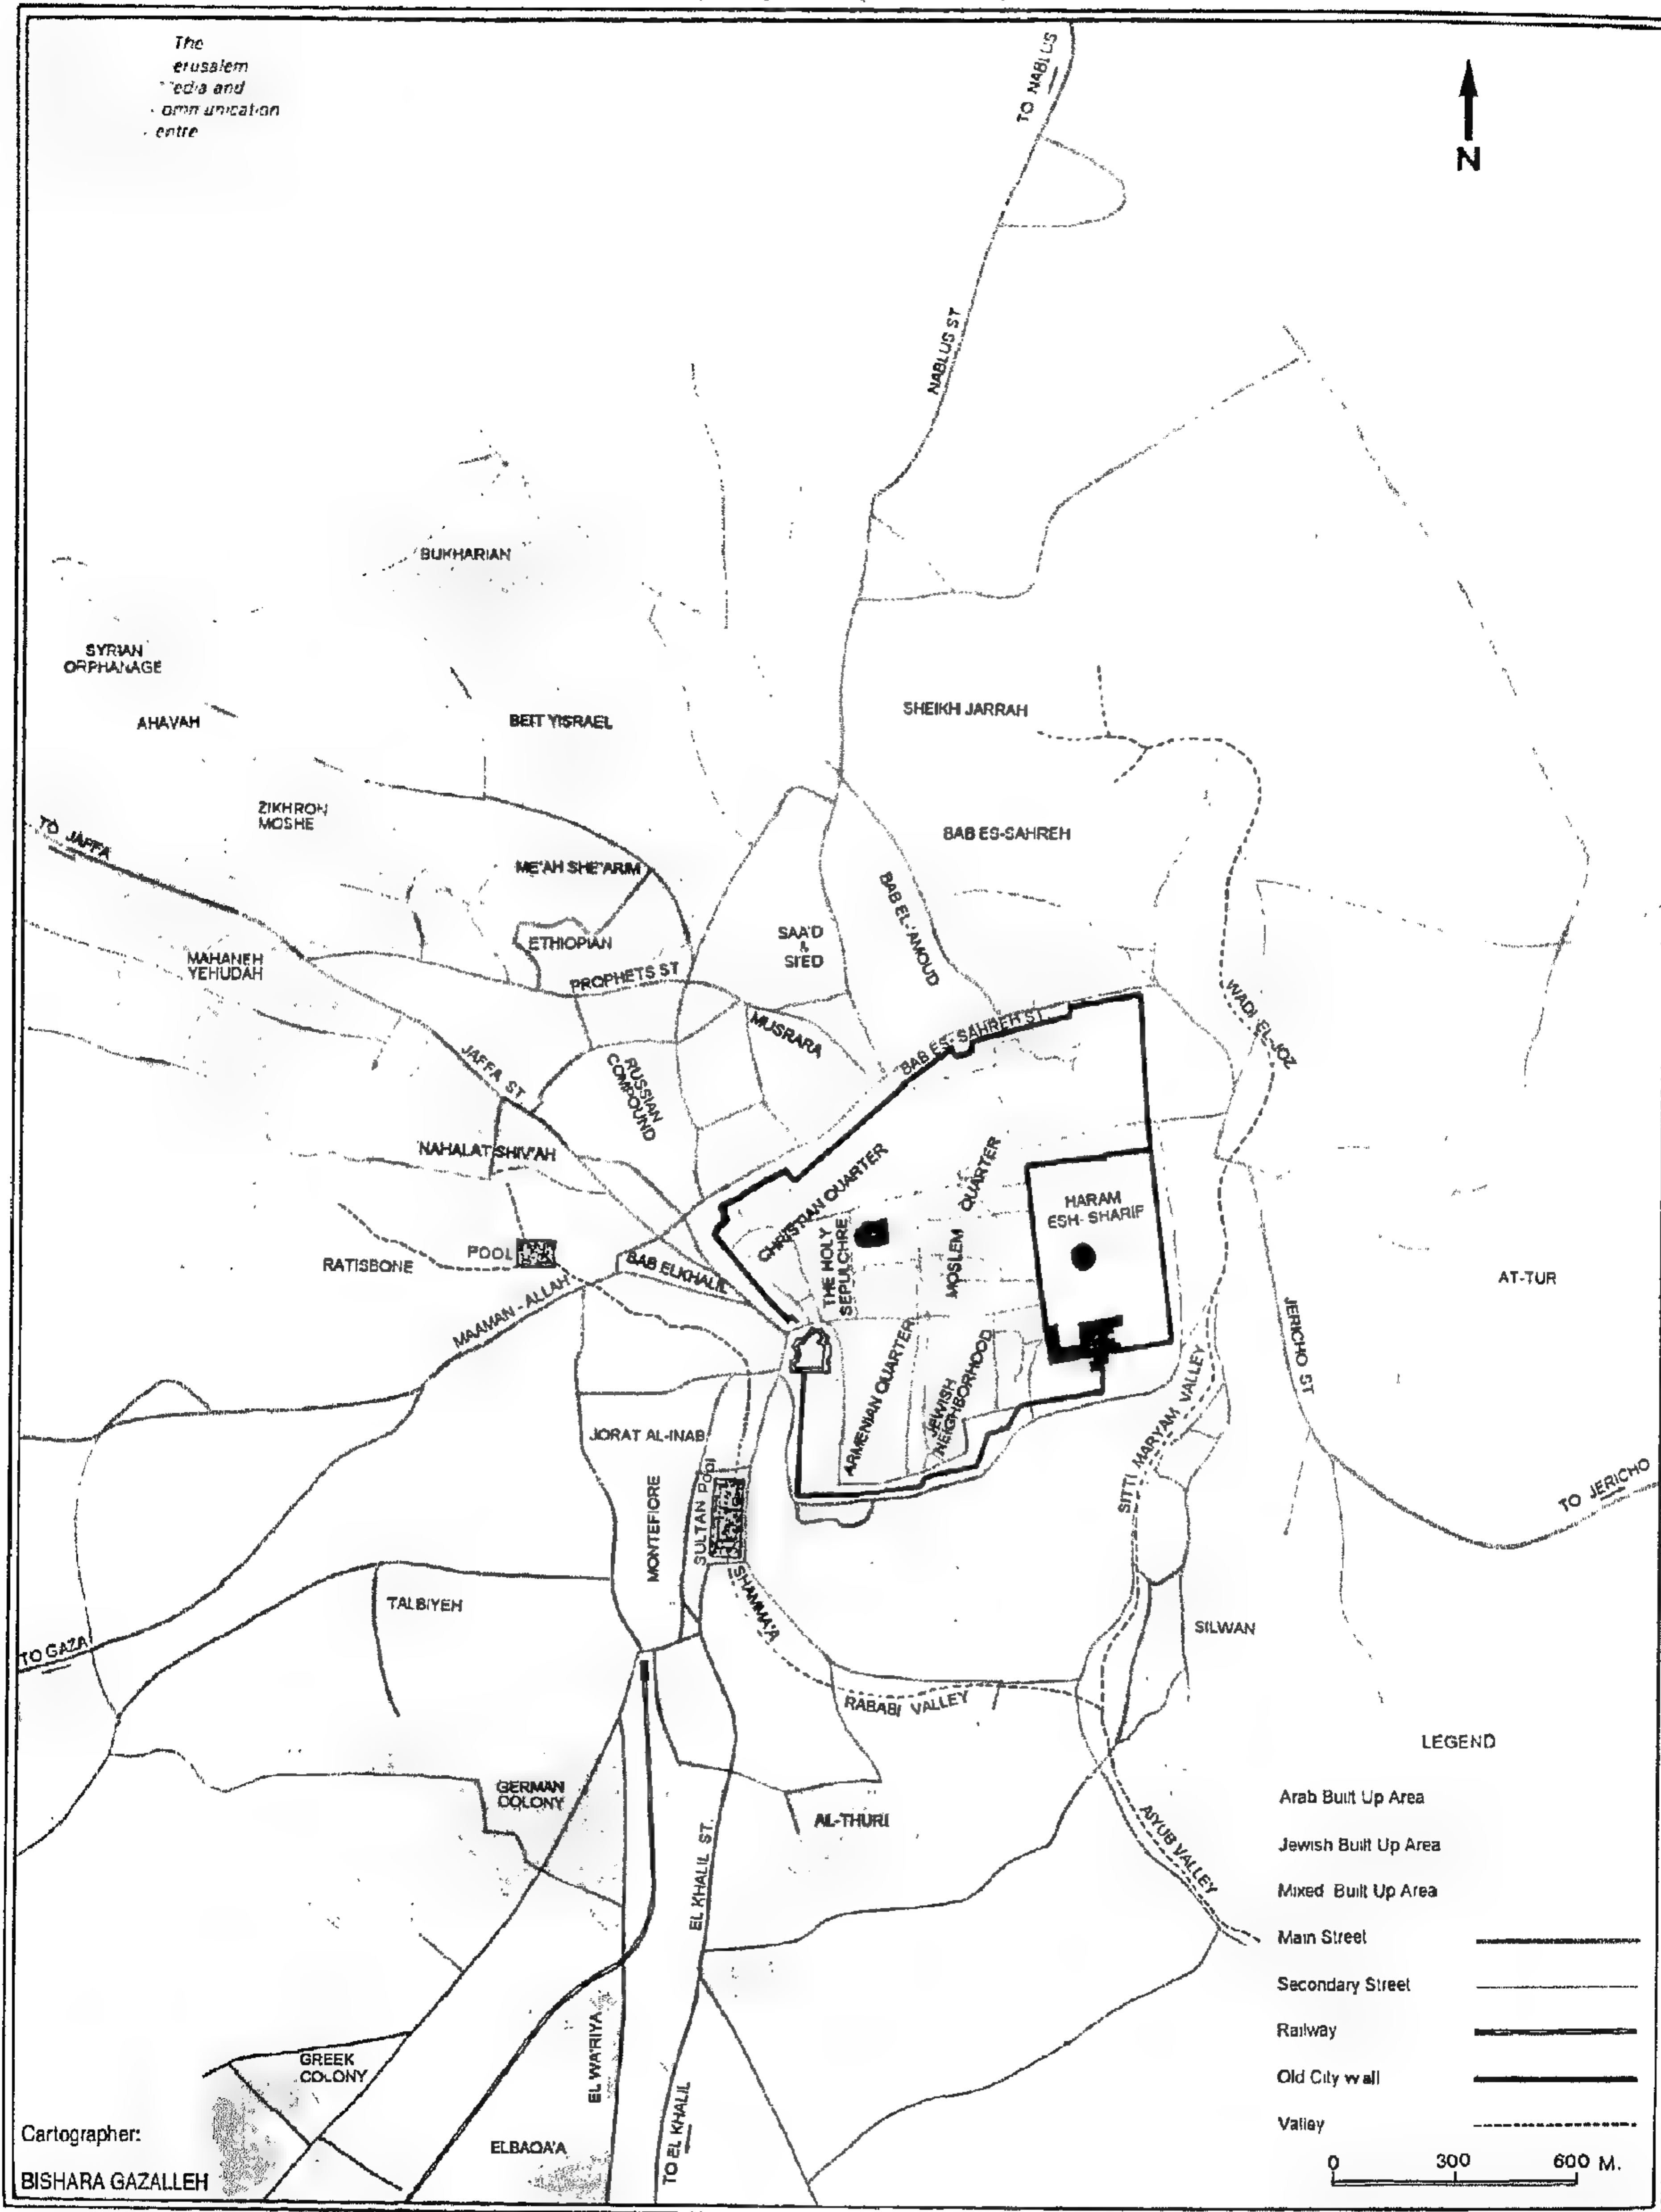 The
erusalem
edia and
entre
N
TO NABLUS
NABLUS ST
BUKHARIAN
SYRIAN
ORPHANAGE
AHAVAH
BEIT YISRAEL
SHEIKH JARRAH
ZIKHRON
MOSHE
TO JAFFA
BAB ES-SAHREH
ME'AH SHE'ARIM
BAB EL-'AMOUD
SAA'D
&
SI'ED
ETHIOPIAN
MAHANEH
YEHUDAH
PROPHETS ST
WADI EL-JOZ
MUSRARA
BAB ES-SAHREH ST
JAFFA ST
RUSSIAN
COMPOUND
NAHALAT SHIV'AH
CHRISTIAN QUARTER
MOSLEM QUARTER
HARAM
ESH-SHARIF
THE HOLY
SEPULCHRE
POOL
RATISBONE
BAB ELKHALIL
AT-TUR
MAAMAN-ALLAH
JERICHO ST
ARMENIAN QUARTER
JEWISH
NEIGHBORHOOD
JORAT AL-INAB
SITTI MARYAM VALLEY
MONTEFIORE
SULTAN Pool
TO JERICHO
SHAMMA'A
TALBIYEH
SILWAN
TO GAZA
RABABI VALLEY
GERMAN
COLONY
AL-THURI
AIYUB VALLEY
EL KHALIL ST.
EL WA'RIYA
GREEK
COLONY
ELBAQA'A
TO EL KHALIL
LEGEND
Arab Built Up Area
Jewish Built Up Area
Mixed Built Up Area
Main Street
Secondary Street
Railway
Old City wall
Valley
0 300 600 M.
Cartographer:
BISHARA GAZALLEH